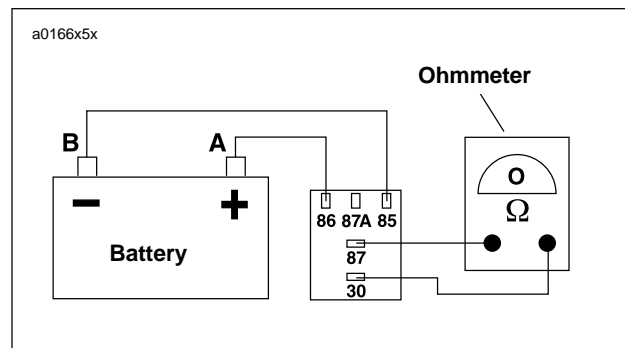 a0166x5x
Ohmmeter
B A
O
Ω
− +
86 87A 85
Battery
87
30